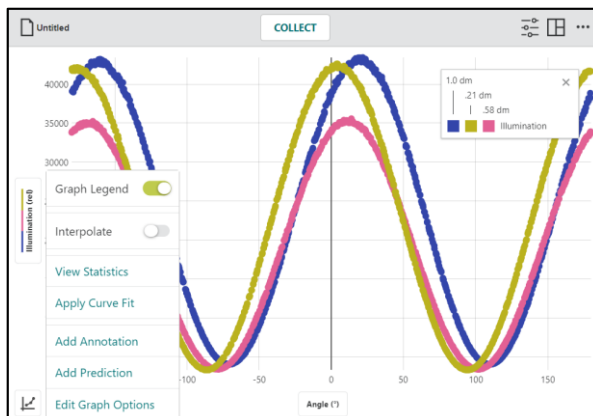 Untitled
COLLECT
40000
35000
30000
1.0 dm
.21 dm
.58 dm
Illumination
Illumination (rel)
Graph Legend
Interpolate
View Statistics
Apply Curve Fit
Add Annotation
Add Prediction
Edit Graph Options
-100
-50
0
50
100
150
Angle (°)